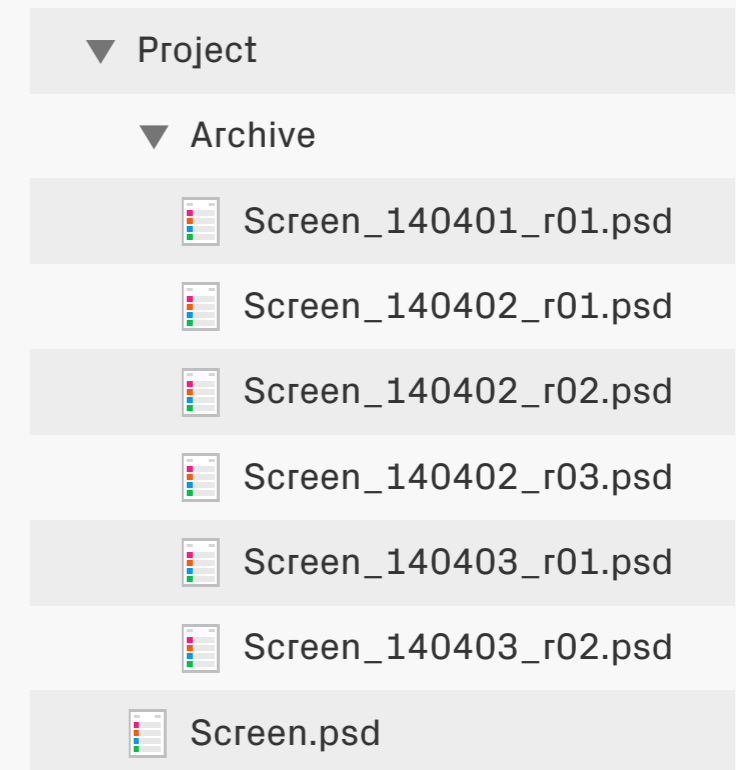 Project
Archive
Screen_140401_r01.psd
Screen_140402_r01.psd
Screen_140402_r02.psd
Screen_140402_r03.psd
Screen_140403_r01.psd
Screen_140403_r02.psd
Screen.psd